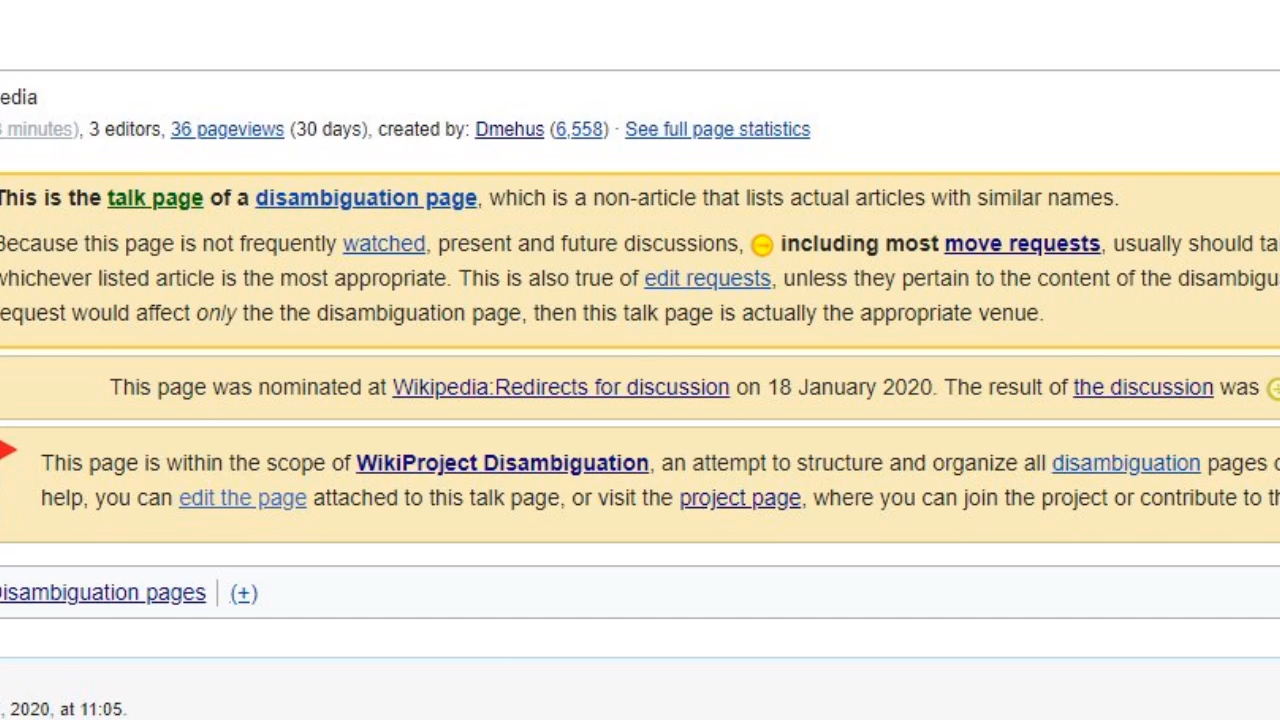 edia
minutes), 3 editors, 36 pageviews (30 days), created by: Dmehus (6,558) · See full page statistics
This is the talk page of a disambiguation page, which is a non-article that lists actual articles with similar names.
Because this page is not frequently watched, present and future discussions, including most move requests, usually should ta
whichever listed article is the most appropriate. This is also true of edit requests, unless they pertain to the content of the disambigu
equest would affect only the the disambiguation page, then this talk page is actually the appropriate venue.
This page was nominated at Wikipedia:Redirects for discussion on 18 January 2020. The result of the discussion was
This page is within the scope of WikiProject Disambiguation, an attempt to structure and organize all disambiguation pages
help, you can edit the page attached to this talk page, or visit the project page, where you can join the project or contribute to th
Disambiguation pages (+)
, 2020, at 11:05.